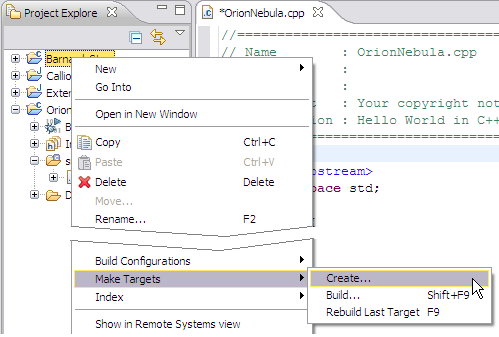 Project Explore
*OrionNebula.cpp
Callio
Exter
Orion
B
In
s
D
//
// Name : OrionNebula.cpp
// :
:
: Your copyright not
ion : Hello World in C++
stream>
pace std;
New
Go Into
Open in New Window
Copy Ctrl+C
Paste Ctrl+V
Delete Delete
Move...
Rename... F2
Build Configurations
Make Targets
Index
Show in Remote Systems view
Create...
Build... Shift+F9
Rebuild Last Target F9